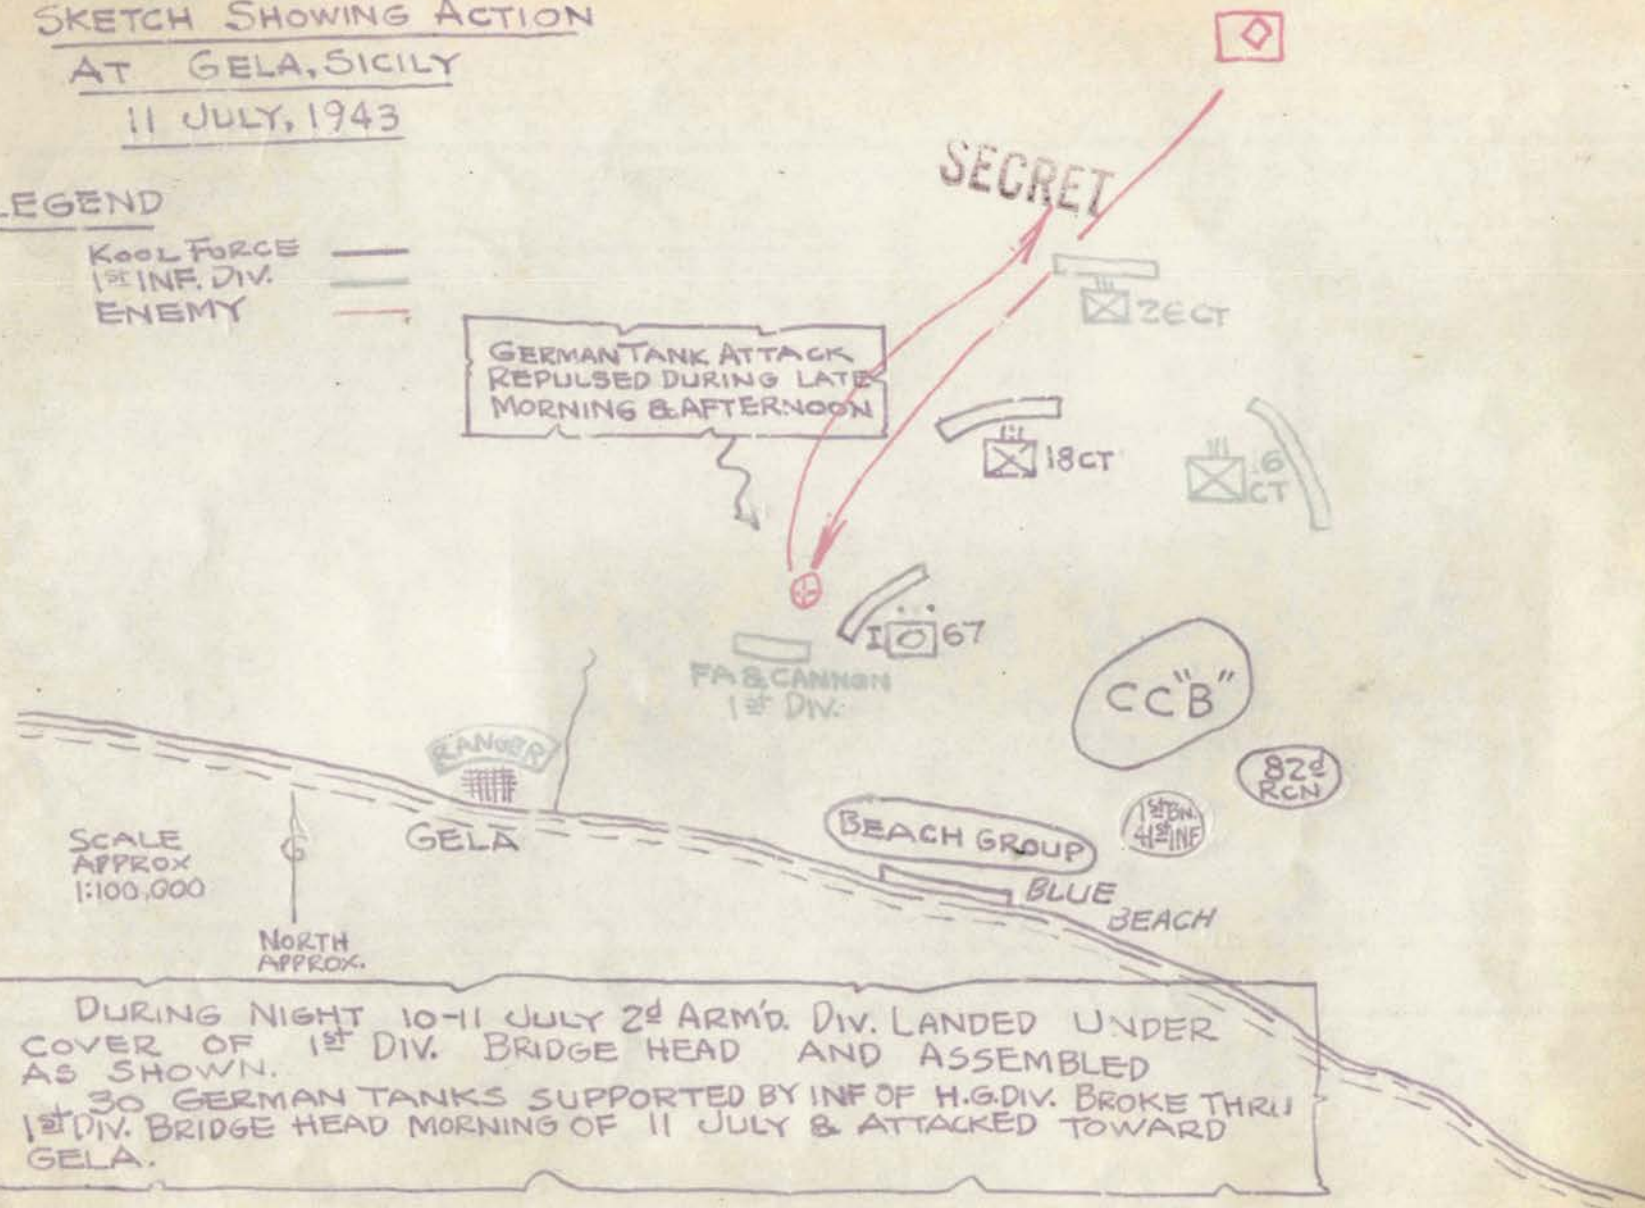 SKETCH SHOWING ACTION
AT GELA, SICILY
11 JULY, 1943
LEGEND
KOOL FORCE
1st INF. DIV.
ENEMY
SECRET
26 CT
GERMAN TANK ATTACK
REPULSED DURING LATE
MORNING & AFTERNOON
18 CT
16
CT
I 67
FA & CANNON
1st DIV.
CC "B"
RANGER
82d
RCN
1st BN
41st INF
BEACH GROUP
GELA
BLUE
BEACH
SCALE
APPROX
1:100,000
NORTH
APPROX.
DURING NIGHT 10-11 JULY 2d ARM'D. DIV. LANDED UNDER
COVER OF 1st DIV. BRIDGE HEAD AND ASSEMBLED
AS SHOWN.
30 GERMAN TANKS SUPPORTED BY INF OF H.G. DIV. BROKE THRU
1st DIV. BRIDGE HEAD MORNING OF 11 JULY & ATTACKED TOWARD
GELA.